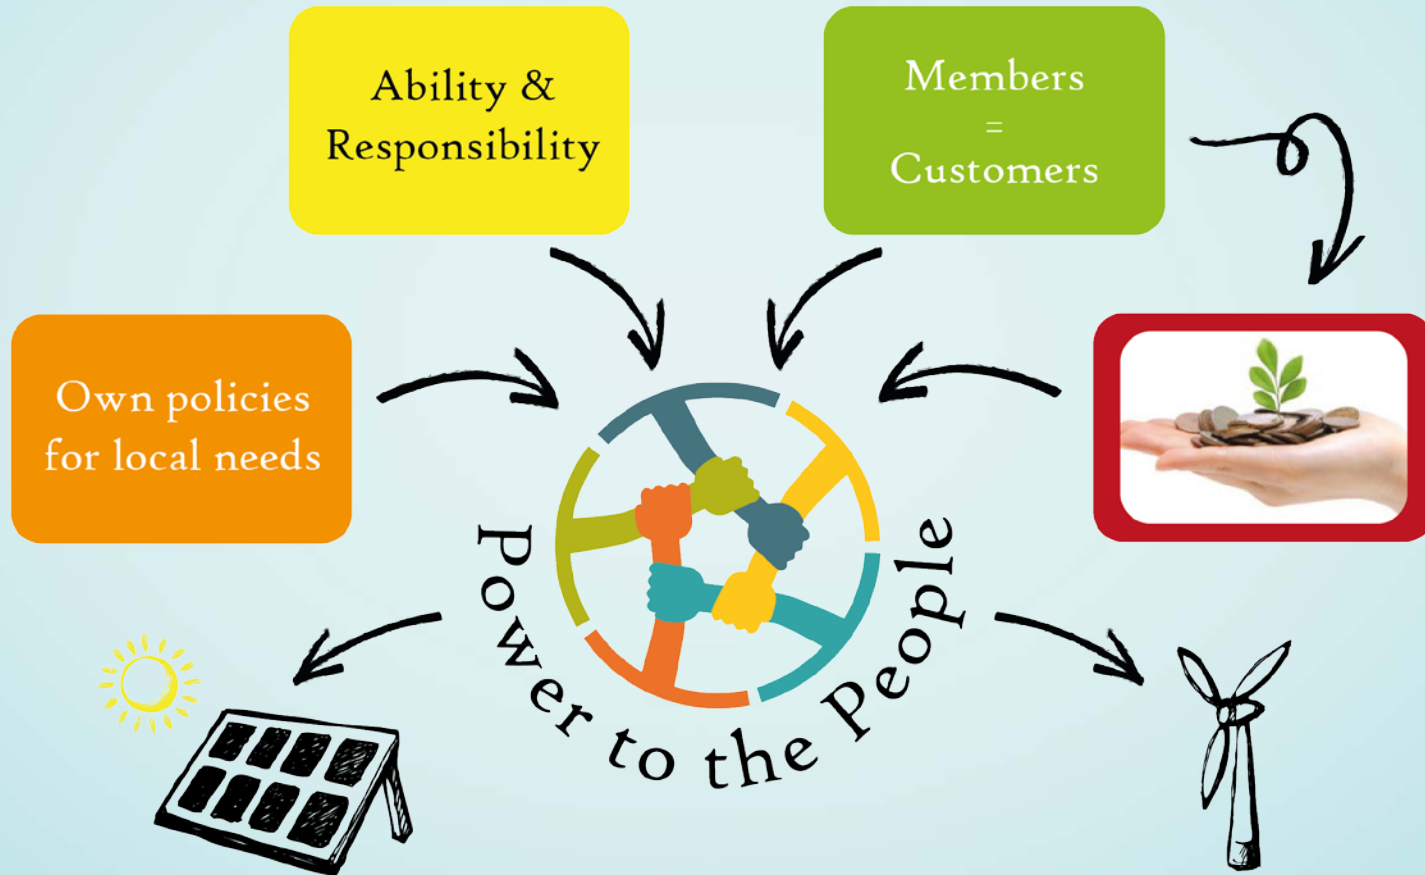 Ability &
Responsibility
Members
=
Customers
Own policies
for local needs
Power to the People